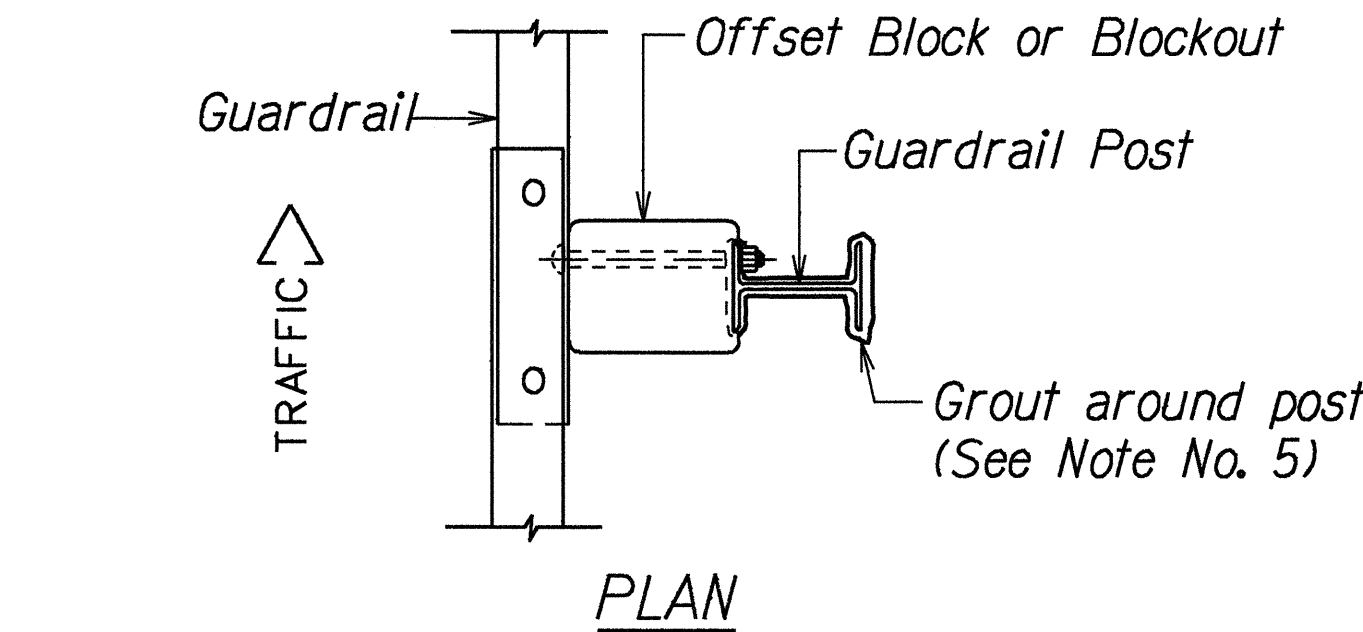 Offset Block or Blockout
Guardrail
Guardrail Post
TRAFFIC
Grout around post
(See Note No. 5)
PLAN